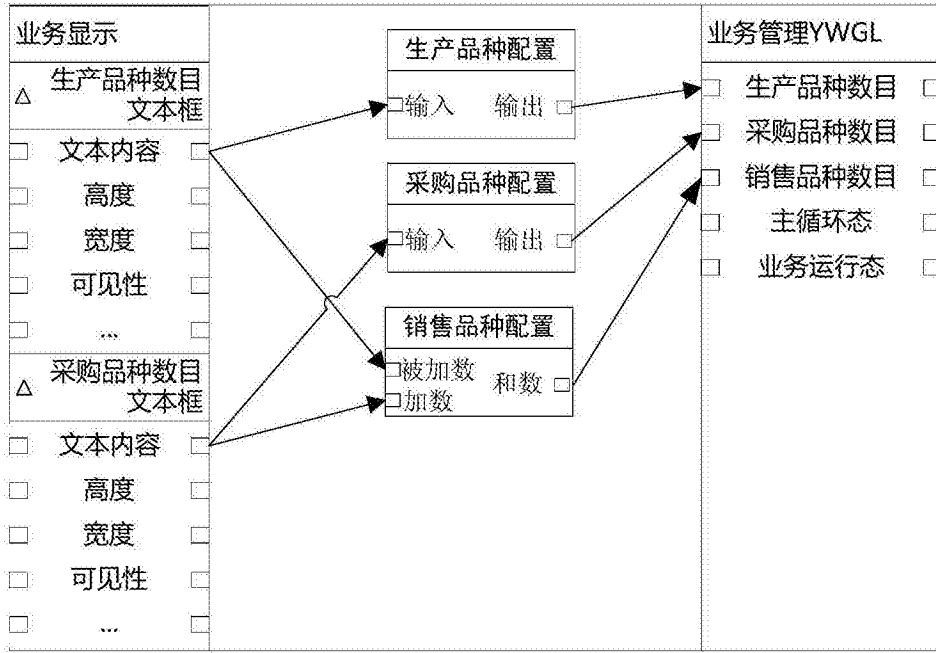 业务显示
△ 生产品种数目
文本框
文本内容
高度
宽度
可见性
...
△ 采购品种数目
文本框
文本内容
高度
宽度
可见性
...
生产品种配置
输入 输出
采购品种配置
输入 输出
销售品种配置
被加数 和数
加数
业务管理YWGL
生产品种数目
采购品种数目
销售品种数目
主循环态
业务运行态